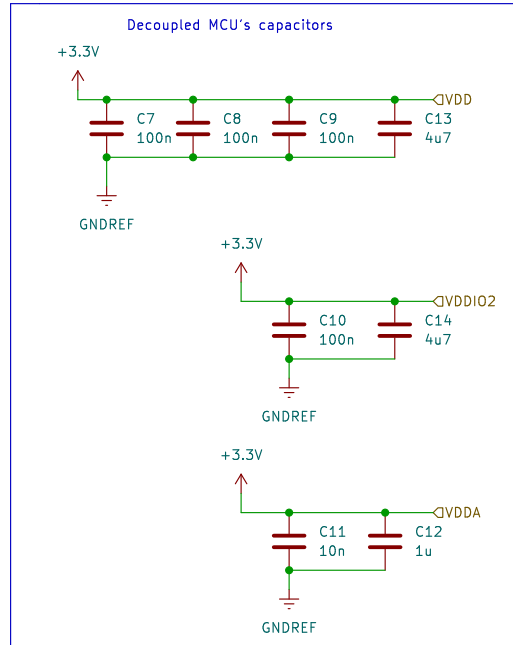 Decoupled MCU's capacitors
+3.3V
VDD
C7 C8 C9 C13
100n 100n 100n 4u7
GNDREF
+3.3V
VDDIO2
C10 C14
100n 4u7
GNDREF
+3.3V
VDDA
C11 C12
10n 1u
GNDREF